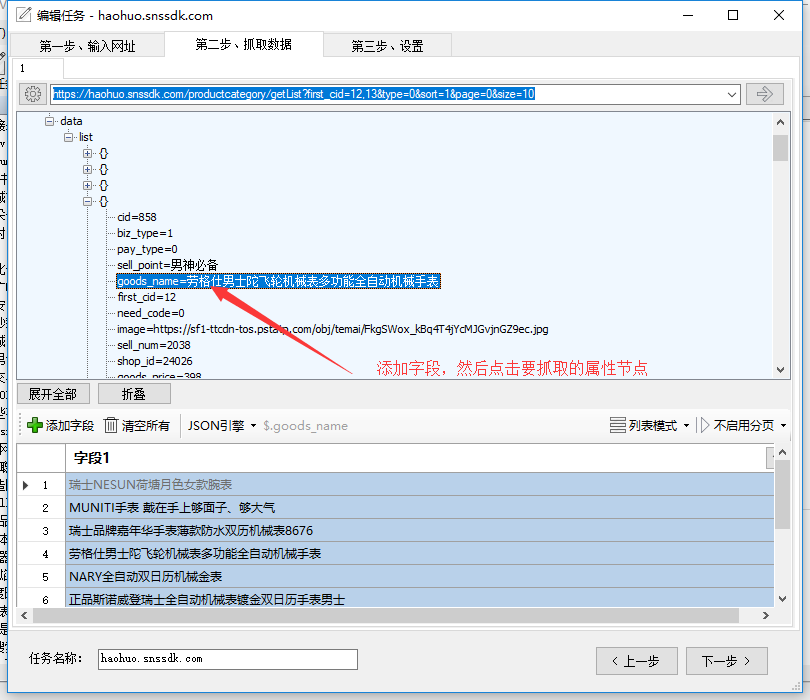 编辑任务 - haohuo.snssdk.com
第一步、输入网址
第二步、抓取数据
第三步、设置
1
https://haohuo.snssdk.com/productcategory/getList?first_cid=12,13&type=0&sort=1&page=0&size=10
data
list
{}
{}
{}
{}
cid=858
biz_type=1
pay_type=0
sell_point=男神必备
goods_name=劳格仕男士陀飞轮机械表多功能全自动机械手表
first_cid=12
need_code=0
image=https://sf1-ttcdn-tos.pstatp.com/obj/temai/FkgSWox_kBq4T4jYcMJGvjnGZ9ec.jpg
sell_num=2038
shop_id=24026
goods_price=398
添加字段，然后点击要抓取的属性节点
展开全部
折叠
添加字段
清空所有
JSON引擎
$.goods_name
列表模式
不启用分页
字段1
1 瑞士NESUN荷塘月色女款腕表
2 MUNITI手表 戴在手上够面子、够大气
3 瑞士品牌嘉年华手表薄款防水双历机械表8676
4 劳格仕男士陀飞轮机械表多功能全自动机械手表
5 NARY全自动双日历机械金表
6 正品斯诺威登瑞士全自动机械表镀金双日历手表男士
任务名称：
haohuo.snssdk.com
< 上一步
下一步 >